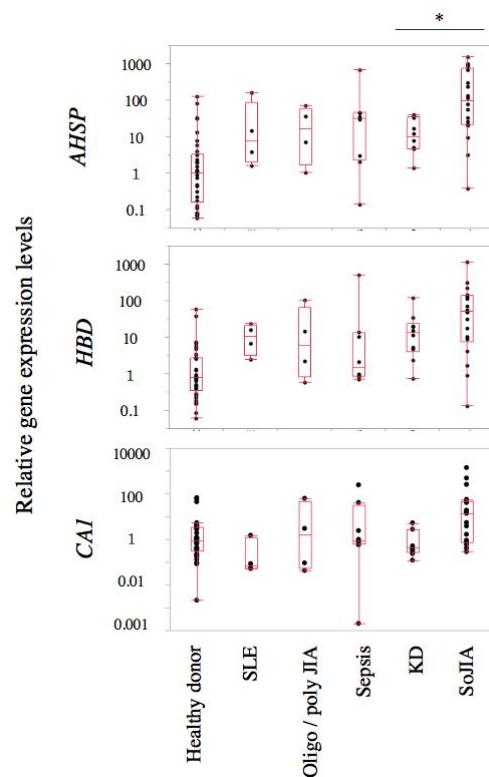 *
Relative gene expression levels
AHSP
1000
100
10
1
0.1
HBD
1000
100
10
1
0.1
CA1
10000
100
1
0.01
0.001
Healthy donor
SLE
Oligo / poly JIA
Sepsis
KD
SoJIA